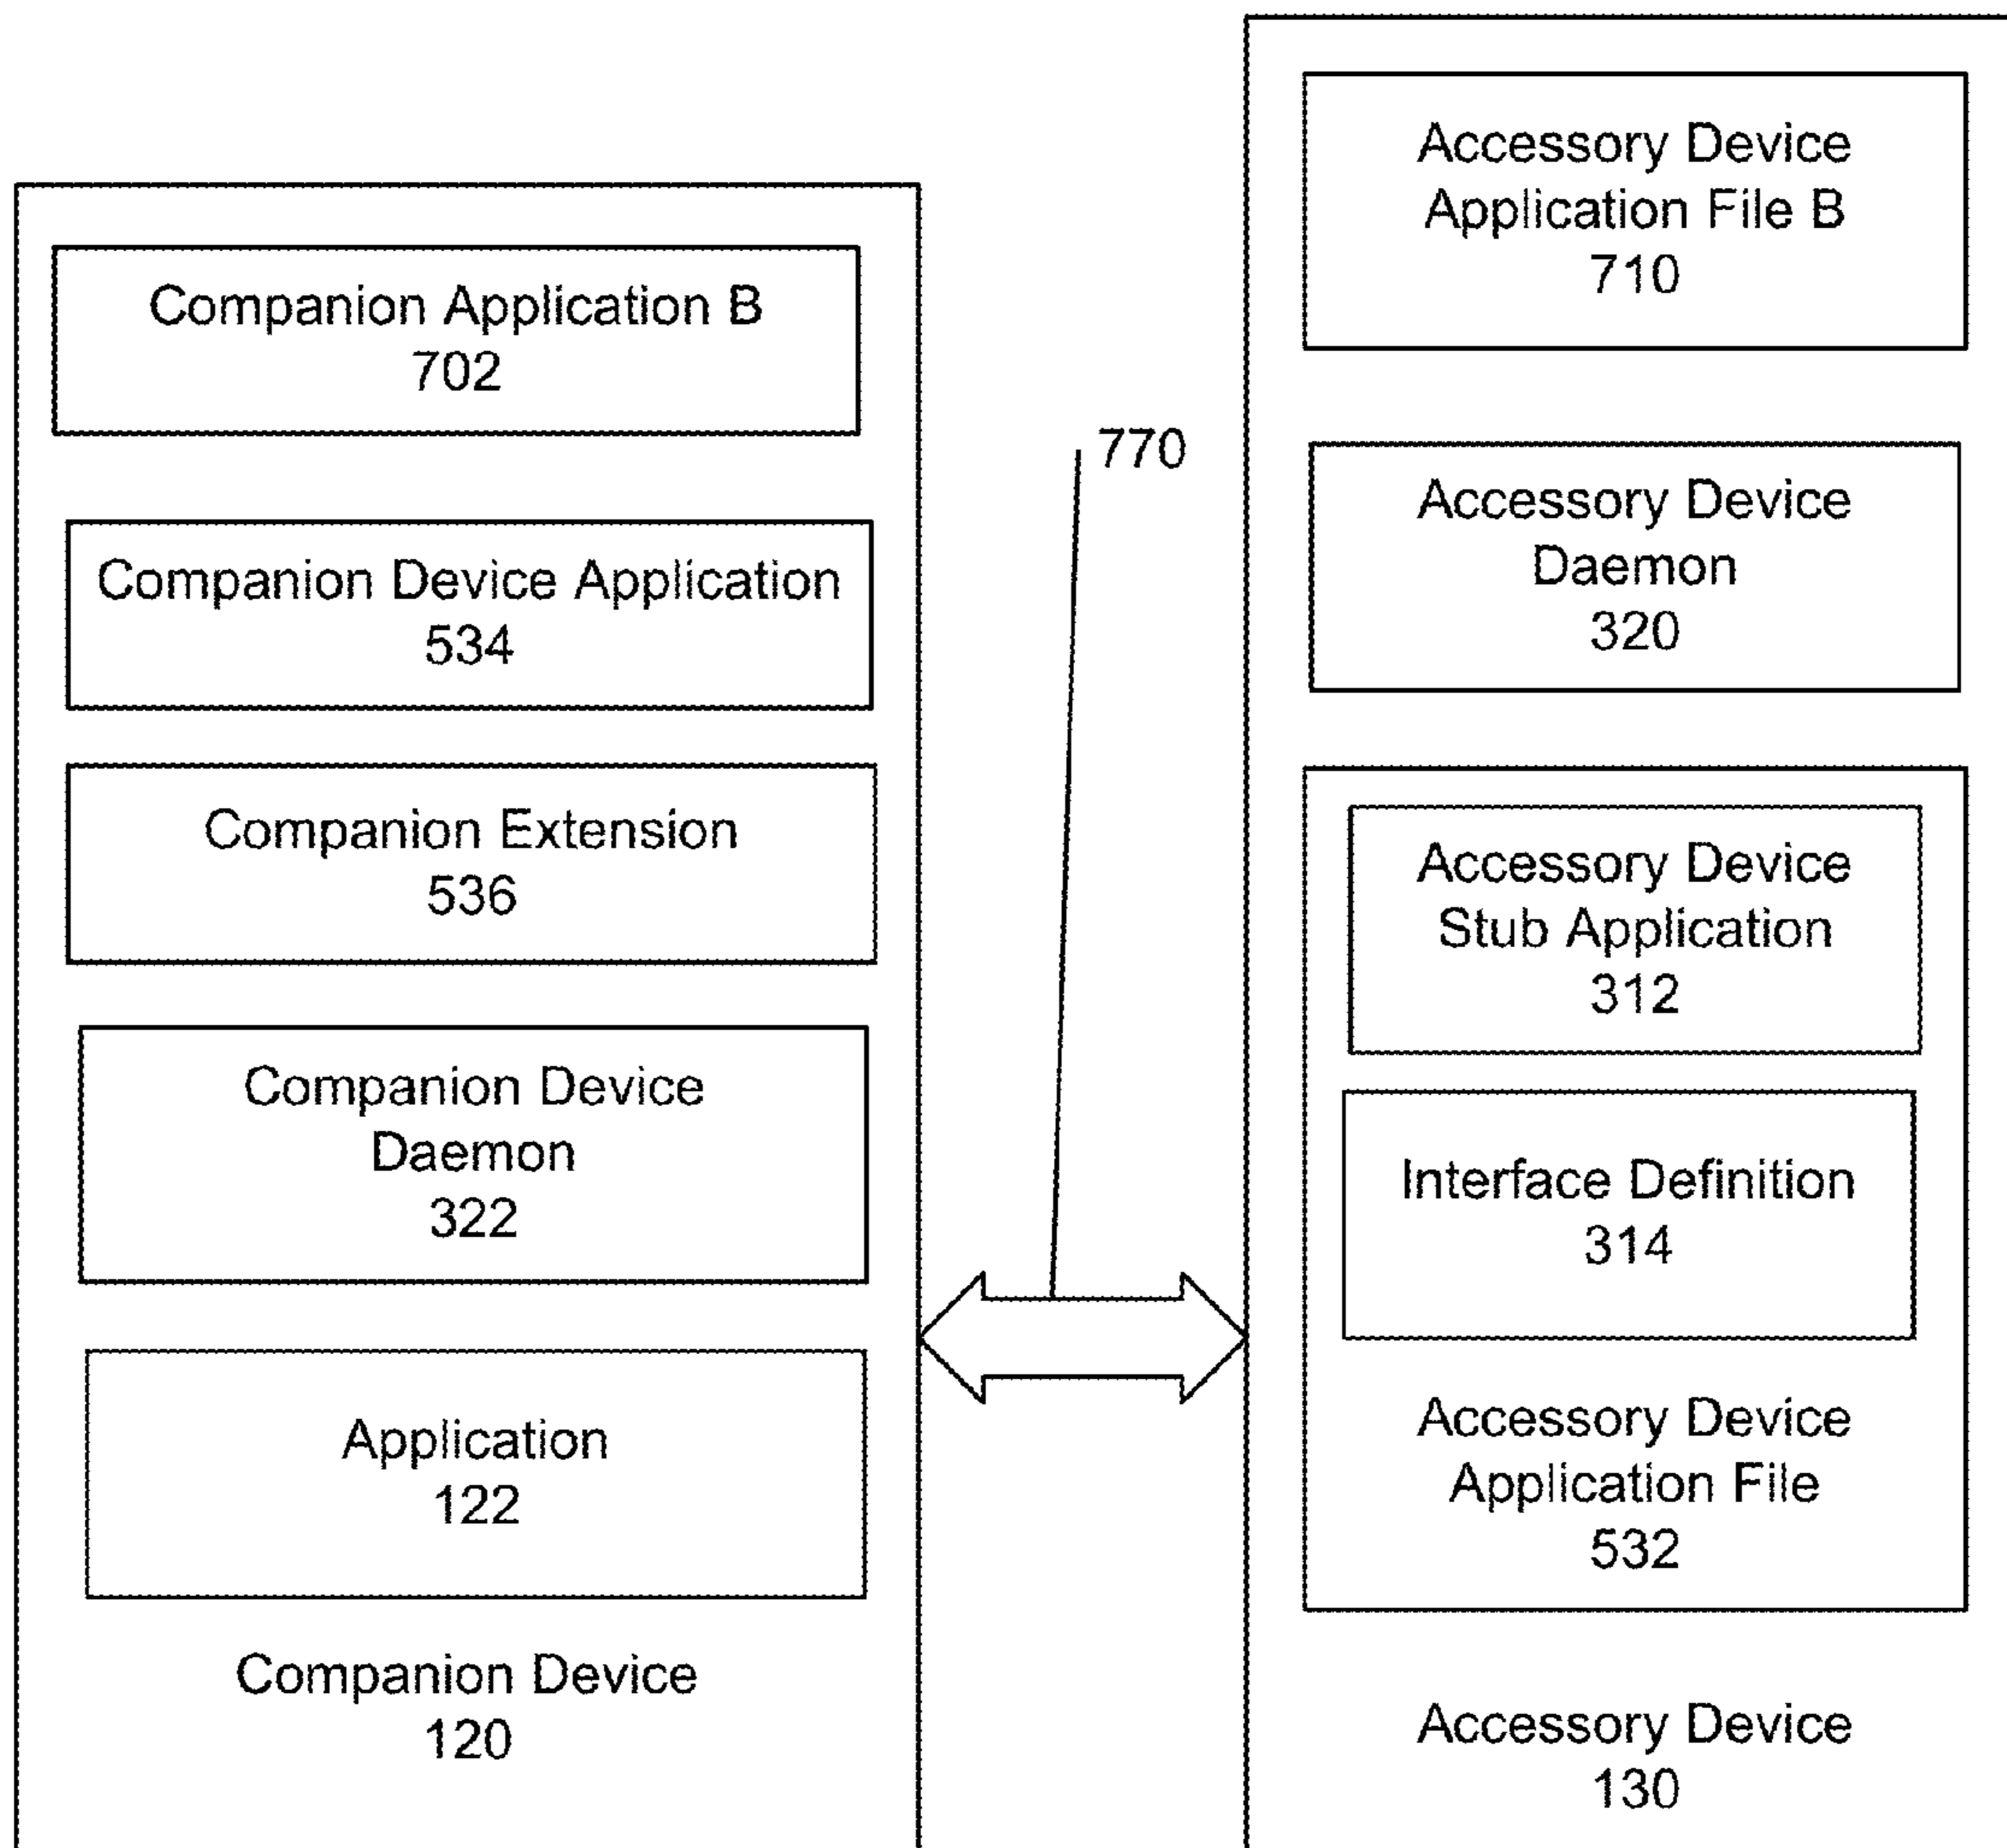 Companion Application B
702
Companion Device Application
534
Companion Extension
536
Companion Device
Daemon
322
Application
122
Companion Device
120
770
Accessory Device
Application File B
710
Accessory Device
Daemon
320
Accessory Device
Stub Application
312
Interface Definition
314
Accessory Device
Application File
532
Accessory Device
130